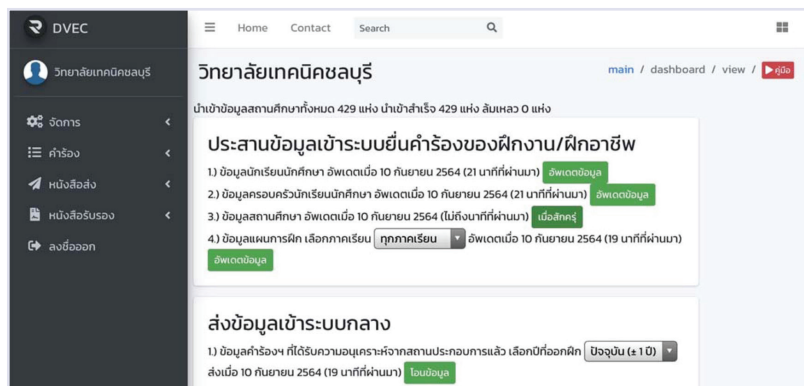 DVEC
Home Contact Search
วิทยาลัยเทคนิคชลบุรี
จัดการ
คำร้อง
หนังสือส่ง
หนังสือรับรอง
ลงชื่อออก
วิทยาลัยเทคนิคชลบุรี
main / dashboard / view / คู่มือ
นำเข้าข้อมูลสถานศึกษาทั้งหมด 429 แห่ง นำเข้าสำเร็จ 429 แห่ง ล้มเหลว 0 แห่ง
ประสานข้อมูลเข้าระบบยื่นคำร้องของฝึกงาน/ฝึกอาชีพ
1.) ข้อมูลนักเรียนนักศึกษา อัพเดตเมื่อ 10 กันยายน 2564 (21 นาทีที่ผ่านมา) อัพเดตข้อมูล
2.) ข้อมูลครอบครัวนักเรียนนักศึกษา อัพเดตเมื่อ 10 กันยายน 2564 (21 นาทีที่ผ่านมา) อัพเดตข้อมูล
3.) ข้อมูลสถานศึกษา อัพเดตเมื่อ 10 กันยายน 2564 (ไม่ถึงนาทีที่ผ่านมา) เมื่อสักครู่
4.) ข้อมูลแผนการฝึก เลือกภาคเรียน ทุกภาคเรียน อัพเดตเมื่อ 10 กันยายน 2564 (19 นาทีที่ผ่านมา)
อัพเดตข้อมูล
ส่งข้อมูลเข้าระบบกลาง
1.) ข้อมูลคำร้องฯ ที่ได้รับความอนุเคราะห์จากสถานประกอบการแล้ว เลือกปีที่ออกฝึก ปัจจุบัน (± 1 ปี)
ส่งเมื่อ 10 กันยายน 2564 (19 นาทีที่ผ่านมา) โอนข้อมูล